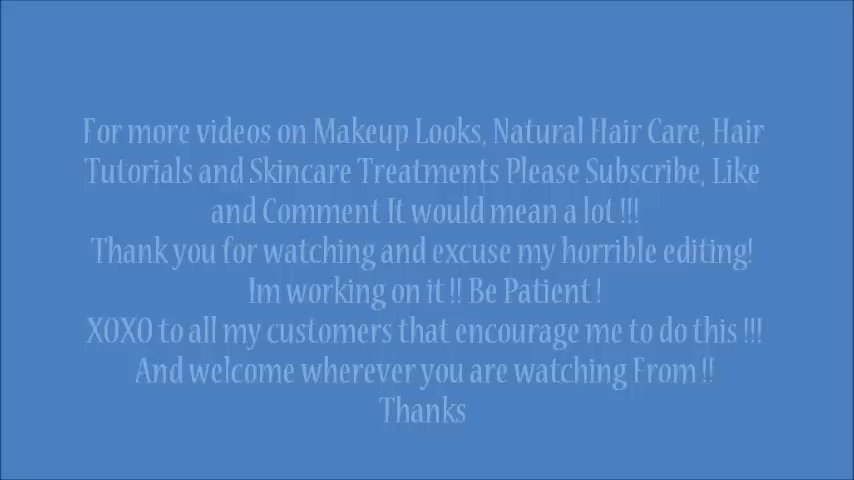 For more videos on Makeup Looks, Natural Hair Care, Hair
Tutorials and Skincare Treatments Please Subscribe, Like
and Comment It would mean a lot !!!
Thank you for watching and excuse my horrible editing!
Im working on it !! Be Patient !
XOXO to all my customers that encourage me to do this !!!
And welcome wherever you are watching From !!
Thanks